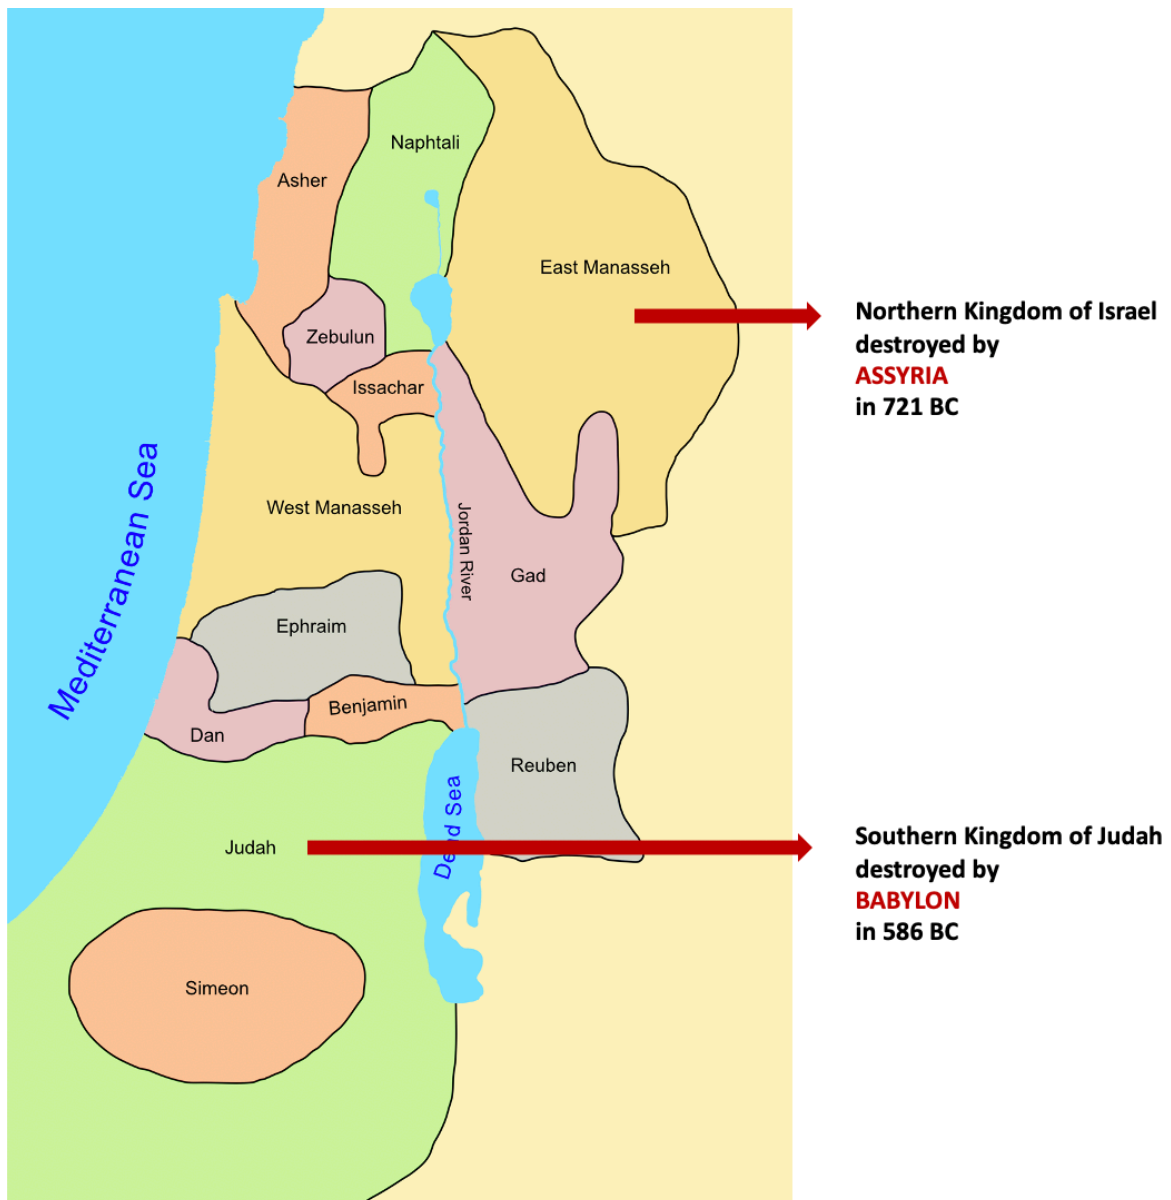 Naphtali
Asher
East Manasseh
Zebulun
Issachar
West Manasseh
Mediterranean Sea
Jordan River
Gad
Ephraim
Benjamin
Dan
Reuben
Dead Sea
Judah
Simeon
Northern Kingdom of Israel
destroyed by
ASSYRIA
in 721 BC
Southern Kingdom of Judah
destroyed by
BABYLON
in 586 BC